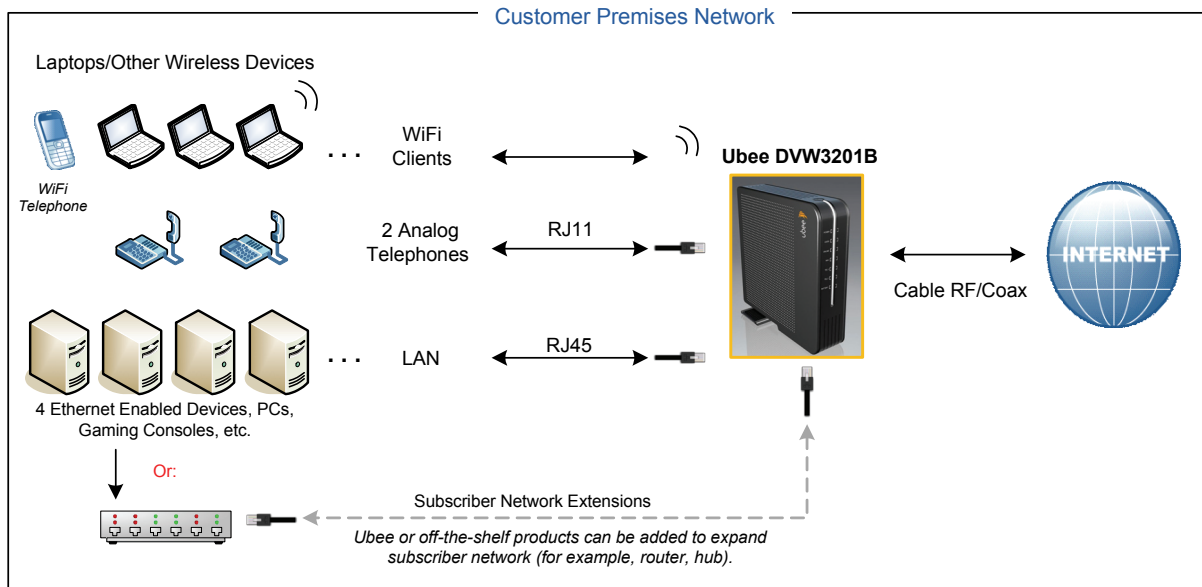 Customer Premises Network
Laptops/Other Wireless Devices
WiFi
Telephone
. . .
WiFi
Clients
Ubee DVW3201B
ubee
2 Analog
Telephones
RJ11
INTERNET
Cable RF/Coax
. . .
LAN
RJ45
4 Ethernet Enabled Devices, PCs,
Gaming Consoles, etc.
Or:
Subscriber Network Extensions
Ubee or off-the-shelf products can be added to expand
subscriber network (for example, router, hub).